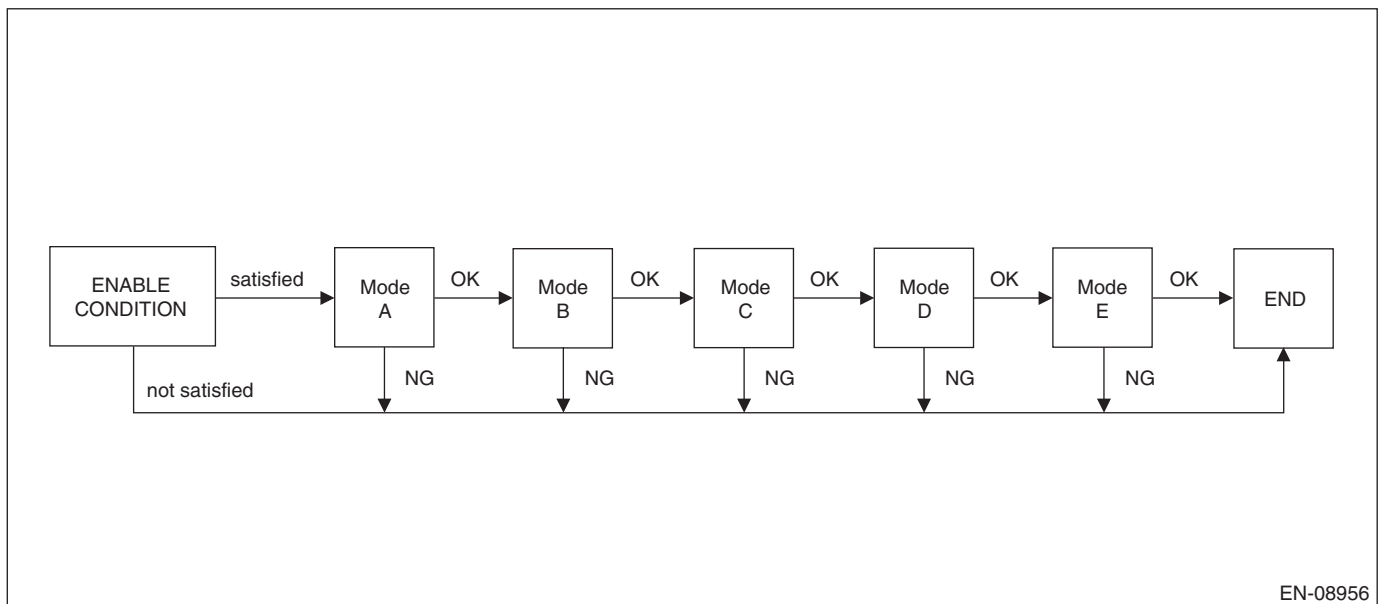 ENABLE
CONDITION
satisfied
not satisfied
Mode
A
OK
NG
Mode
B
OK
NG
Mode
C
OK
NG
Mode
D
OK
NG
Mode
E
OK
NG
END
EN-08956